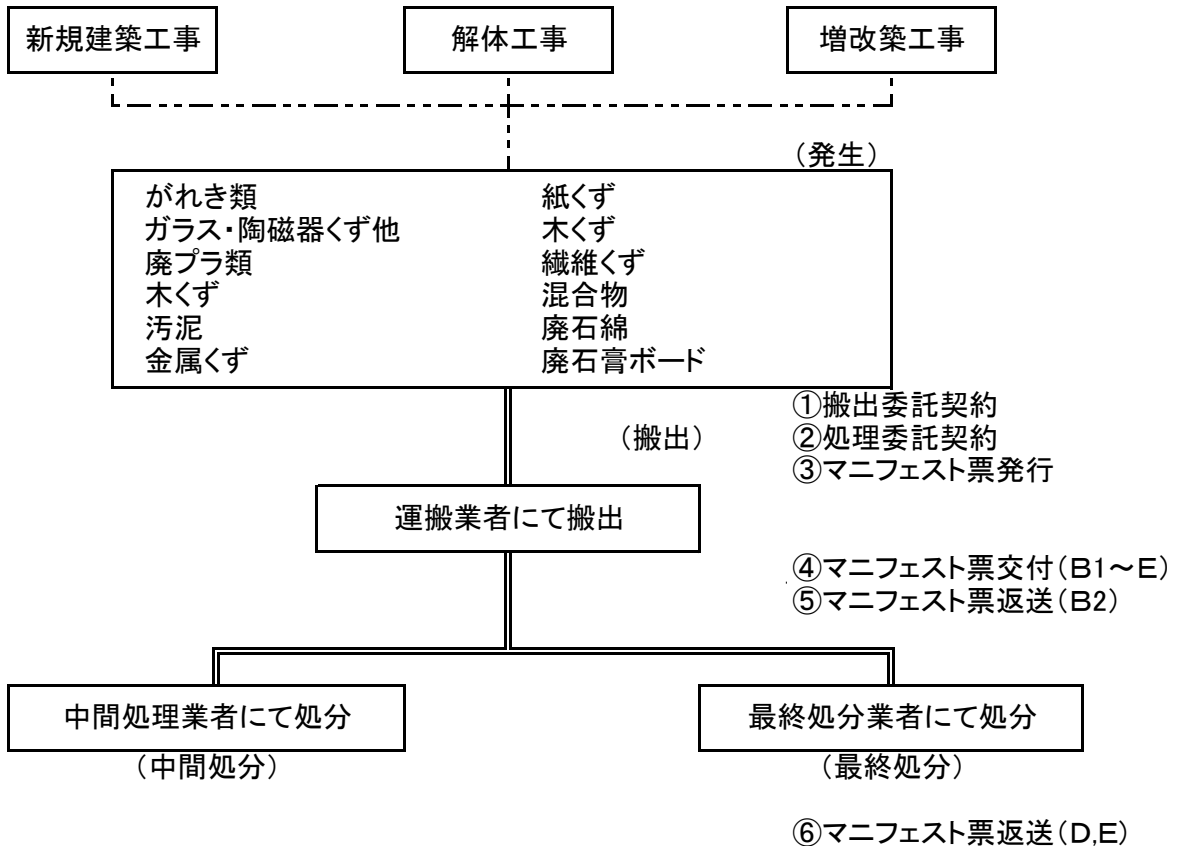 新規建築工事
解体工事
増改築工事
（発生）
がれき類
ガラス・陶磁器くず他
廃プラ類
木くず
汚泥
金属くず
紙くず
木くず
繊維くず
混合物
廃石綿
廃石膏ボード
（搬出）
①搬出委託契約
②処理委託契約
③マニフェスト票発行
運搬業者にて搬出
④マニフェスト票交付（B1～E）
⑤マニフェスト票返送（B2）
中間処理業者にて処分
（中間処分）
最終処分業者にて処分
（最終処分）
⑥マニフェスト票返送（D,E）